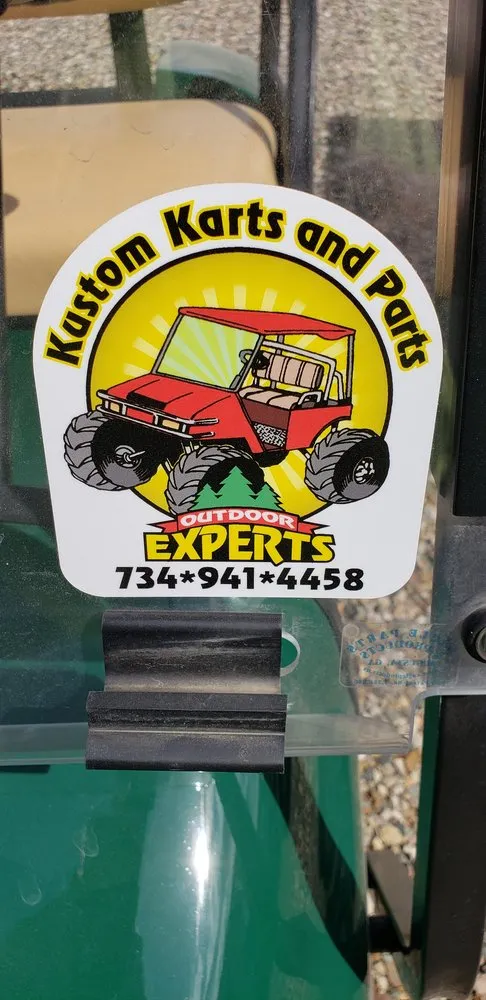 Kustom Karts and Parts
OUTDOOR
EXPERTS
734*941*4458